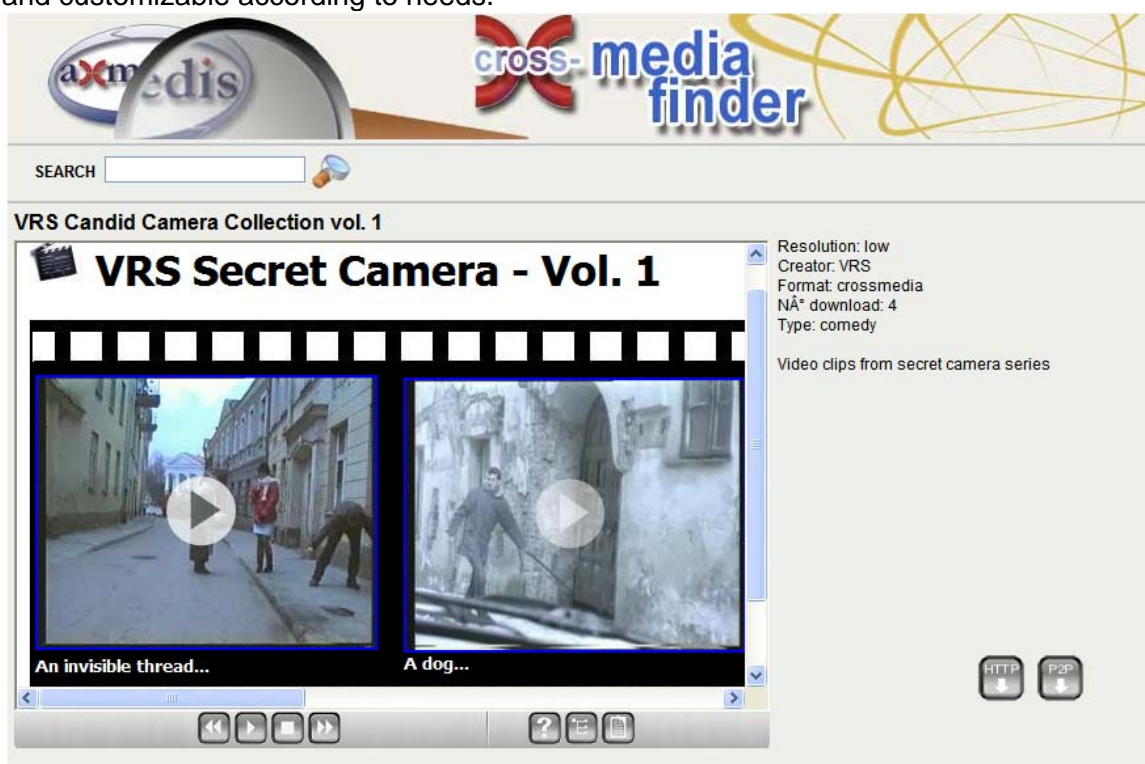 and customizable according to needs.
axmedis
cross- media
finder
SEARCH
VRS Candid Camera Collection vol. 1
VRS Secret Camera - Vol. 1
Resolution: low
Creator: VRS
Format: crossmedia
NÂ° download: 4
Type: comedy
Video clips from secret camera series
An invisible thread...
A dog...
HTTP
P2P
?